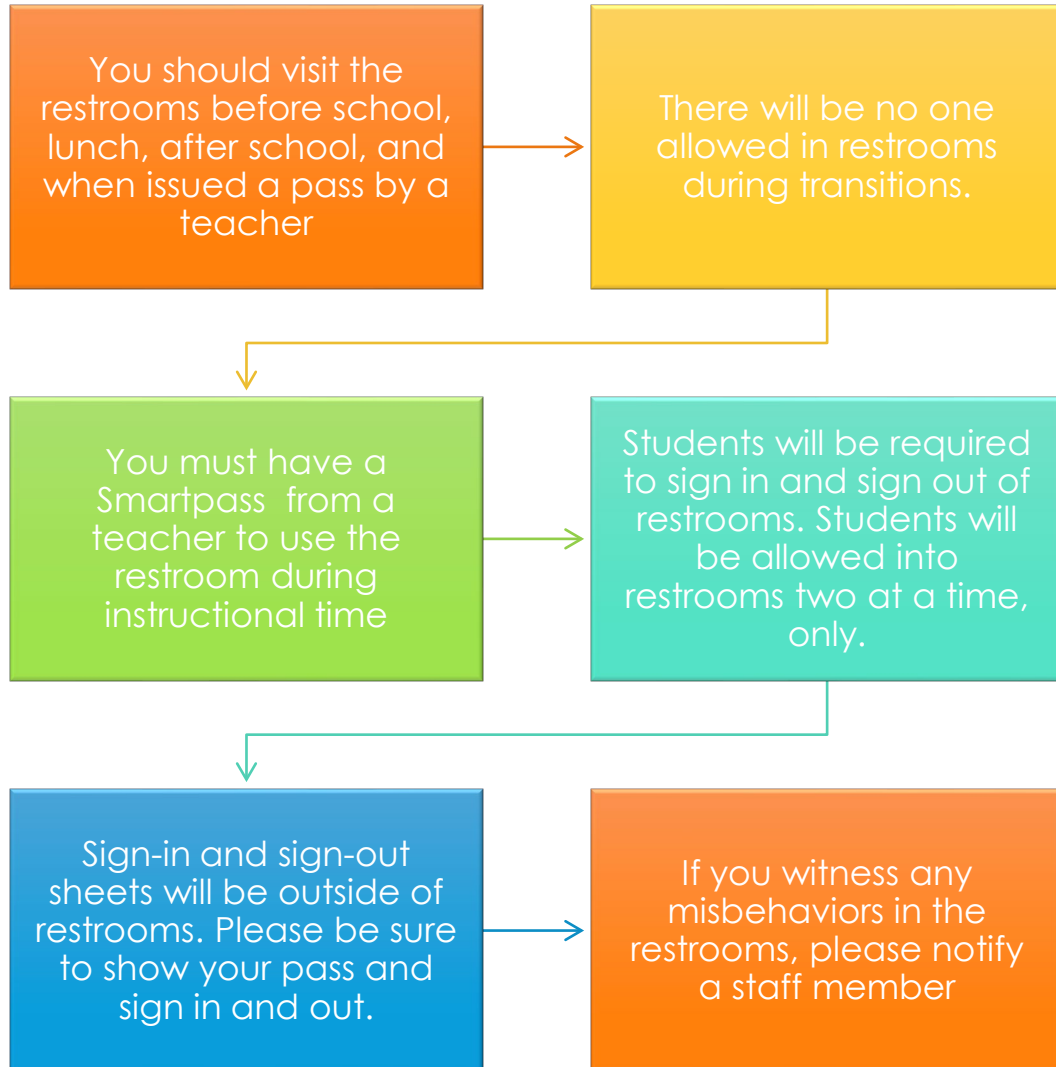 You should visit the
restrooms before school,
lunch, after school, and
when issued a pass by a
teacher
There will be no one
allowed in restrooms
during transitions.
You must have a
Smartpass  from a
teacher to use the
restroom during
instructional time
Students will be required
to sign in and sign out of
restrooms. Students will
be allowed into
restrooms two at a time,
only.
Sign-in and sign-out
sheets will be outside of
restrooms. Please be sure
to show your pass and
sign in and out.
If you witness any
misbehaviors in the
restrooms, please notify
a staff member